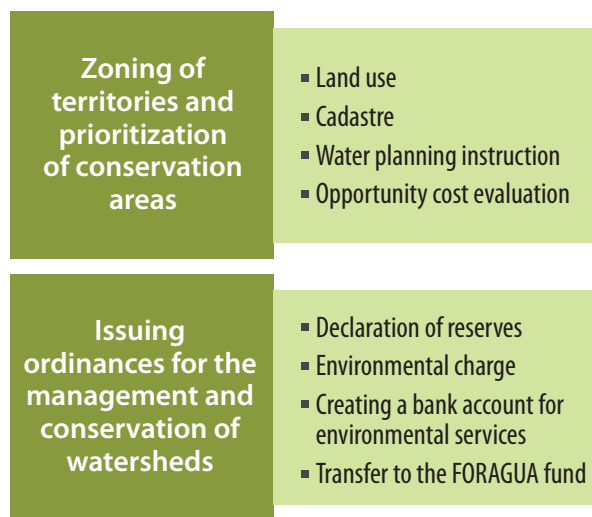 Zoning of
territories and
prioritization
of conservation
areas
▪ Land use
▪ Cadastre
▪ Water planning instruction
▪ Opportunity cost evaluation
Issuing
ordinances for the
management and
conservation of
watersheds
▪ Declaration of reserves
▪ Environmental charge
▪ Creating a bank account for
environmental services
▪ Transfer to the FORAGUA fund